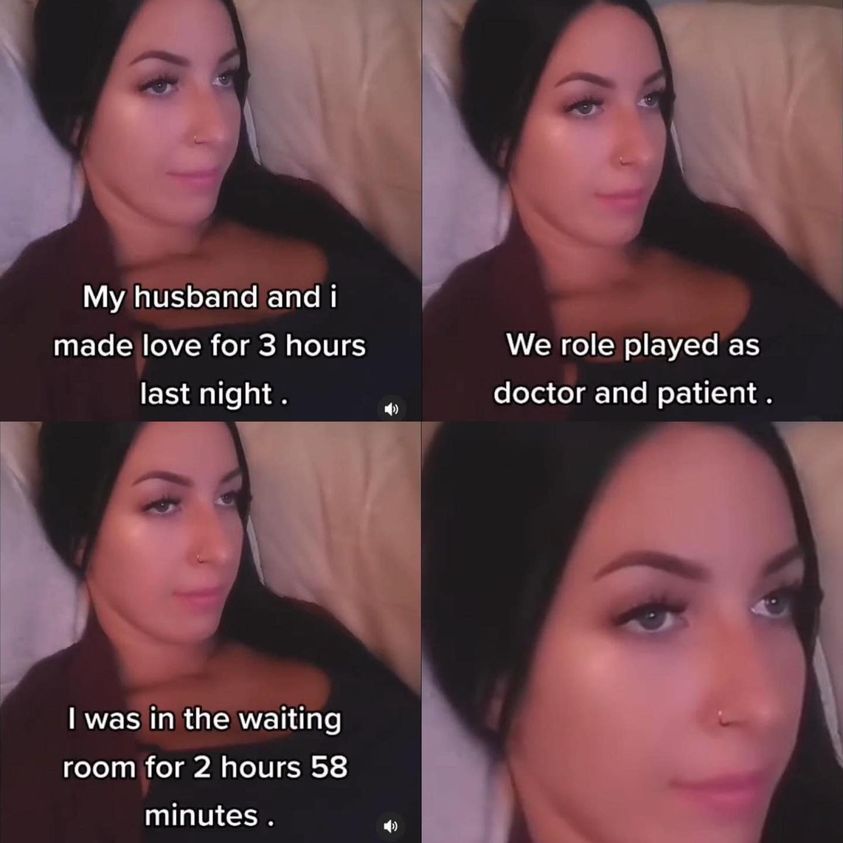 My husband and i
made love for 3 hours
last night .
We role played as
doctor and patient .
I was in the waiting
room for 2 hours 58
minutes .